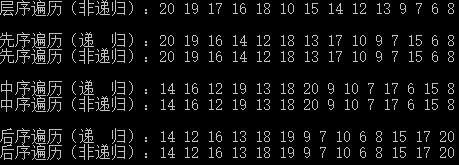 层序遍历（非递归）：20 19 17 16 18 10 15 14 12 13 9 7 6 8
先序遍历（递　归）：20 19 16 14 12 18 13 17 10 9 7 15 6 8
先序遍历（非递归）：20 19 16 14 12 18 13 17 10 9 7 15 6 8
中序遍历（递　归）：14 16 12 19 13 18 20 9 10 7 17 6 15 8
中序遍历（非递归）：14 16 12 19 13 18 20 9 10 7 17 6 15 8
后序遍历（递　归）：14 12 16 13 18 19 9 7 10 6 8 15 17 20
后序遍历（非递归）：14 12 16 13 18 19 9 7 10 6 8 15 17 20